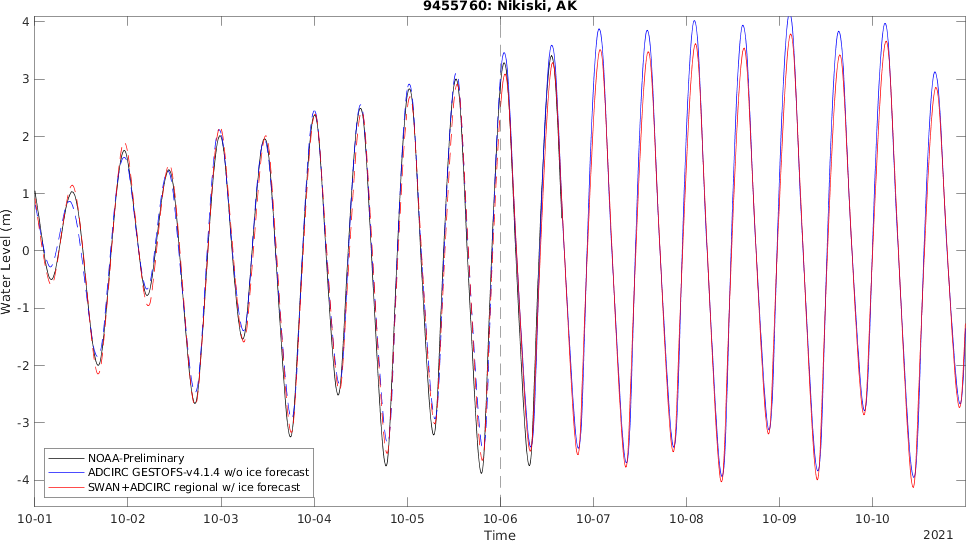 9455760: Nikiski, AK
4
3
2
1
0
-1
-2
-3
-4
Water Level (m)
NOAA-Preliminary
ADCIRC GESTOFS-v4.1.4 w/o ice forecast
SWAN+ADCIRC regional w/ ice forecast
10-01 10-02 10-03 10-04 10-05 10-06 10-07 10-08 10-09 10-10
Time
2021